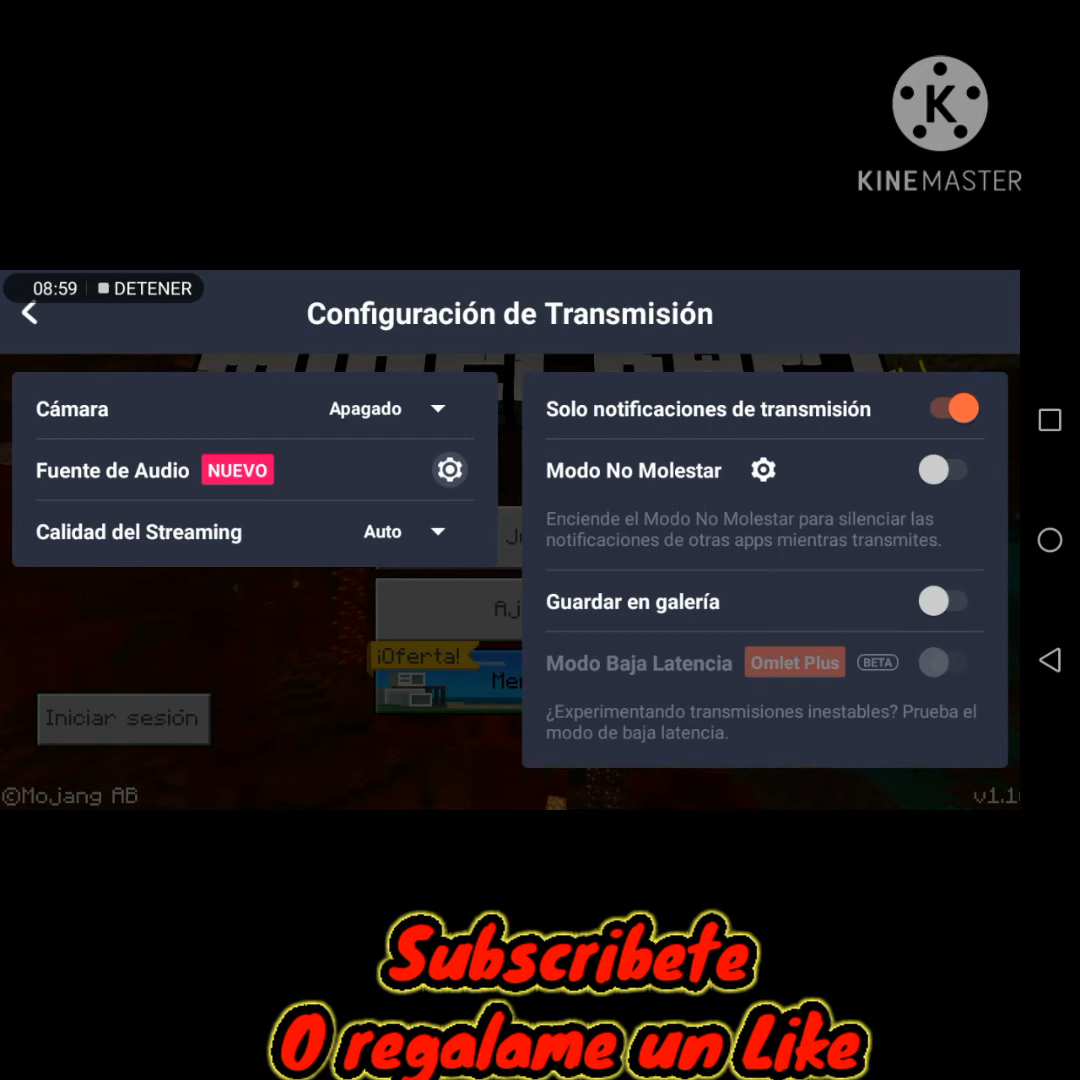 K
KINEMASTER
08:59 DETENER
Configuración de Transmisión
Cámara Apagado
Fuente de Audio NUEVO
Calidad del Streaming Auto
Solo notificaciones de transmisión
Modo No Molestar
Enciende el Modo No Molestar para silenciar las
notificaciones de otras apps mientras transmites.
Guardar en galería
Modo Baja Latencia Omlet Plus BETA
¿Experimentando transmisiones inestables? Prueba el
modo de baja latencia.
¡Oferta!
Iniciar sesión
©Mojang AB
Subscribete
O regalame un Like